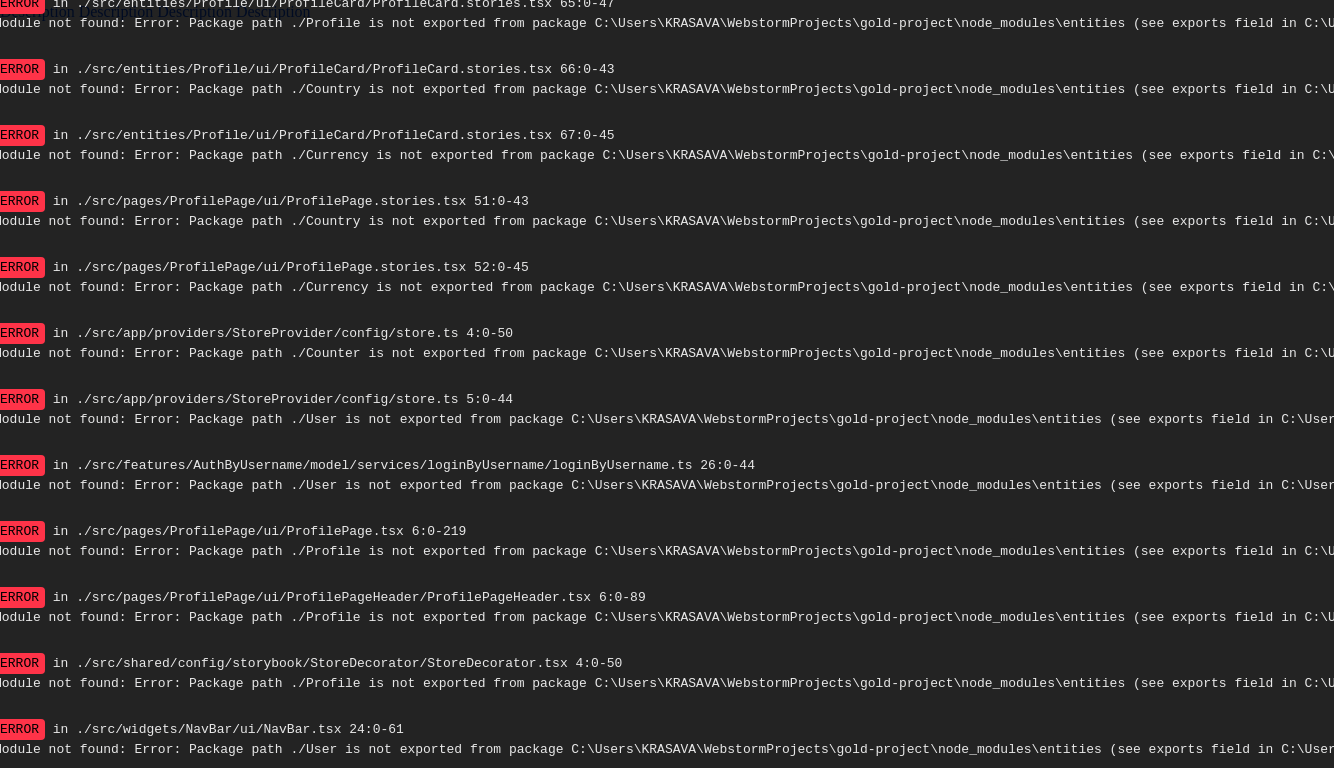 ERROR in ./src/entities/Profile/ui/ProfileCard/ProfileCard.stories.tsx 65:0-47
Description Description Description
Module not found: Error: Package path ./Profile is not exported from package C:\Users\KRASAVA\WebstormProjects\gold-project\node_modules\entities (see exports field in C:\U
ERROR in ./src/entities/Profile/ui/ProfileCard/ProfileCard.stories.tsx 66:0-43
Module not found: Error: Package path ./Country is not exported from package C:\Users\KRASAVA\WebstormProjects\gold-project\node_modules\entities (see exports field in C:\U
ERROR in ./src/entities/Profile/ui/ProfileCard/ProfileCard.stories.tsx 67:0-45
Module not found: Error: Package path ./Currency is not exported from package C:\Users\KRASAVA\WebstormProjects\gold-project\node_modules\entities (see exports field in C:\
ERROR in ./src/pages/ProfilePage/ui/ProfilePage.stories.tsx 51:0-43
Module not found: Error: Package path ./Country is not exported from package C:\Users\KRASAVA\WebstormProjects\gold-project\node_modules\entities (see exports field in C:\U
ERROR in ./src/pages/ProfilePage/ui/ProfilePage.stories.tsx 52:0-45
Module not found: Error: Package path ./Currency is not exported from package C:\Users\KRASAVA\WebstormProjects\gold-project\node_modules\entities (see exports field in C:\
ERROR in ./src/app/providers/StoreProvider/config/store.ts 4:0-50
Module not found: Error: Package path ./Counter is not exported from package C:\Users\KRASAVA\WebstormProjects\gold-project\node_modules\entities (see exports field in C:\U
ERROR in ./src/app/providers/StoreProvider/config/store.ts 5:0-44
Module not found: Error: Package path ./User is not exported from package C:\Users\KRASAVA\WebstormProjects\gold-project\node_modules\entities (see exports field in C:\User
ERROR in ./src/features/AuthByUsername/model/services/loginByUsername/loginByUsername.ts 26:0-44
Module not found: Error: Package path ./User is not exported from package C:\Users\KRASAVA\WebstormProjects\gold-project\node_modules\entities (see exports field in C:\User
ERROR in ./src/pages/ProfilePage/ui/ProfilePage.tsx 6:0-219
Module not found: Error: Package path ./Profile is not exported from package C:\Users\KRASAVA\WebstormProjects\gold-project\node_modules\entities (see exports field in C:\U
ERROR in ./src/pages/ProfilePage/ui/ProfilePageHeader/ProfilePageHeader.tsx 6:0-89
Module not found: Error: Package path ./Profile is not exported from package C:\Users\KRASAVA\WebstormProjects\gold-project\node_modules\entities (see exports field in C:\U
ERROR in ./src/shared/config/storybook/StoreDecorator/StoreDecorator.tsx 4:0-50
Module not found: Error: Package path ./Profile is not exported from package C:\Users\KRASAVA\WebstormProjects\gold-project\node_modules\entities (see exports field in C:\U
ERROR in ./src/widgets/NavBar/ui/NavBar.tsx 24:0-61
Module not found: Error: Package path ./User is not exported from package C:\Users\KRASAVA\WebstormProjects\gold-project\node_modules\entities (see exports field in C:\User